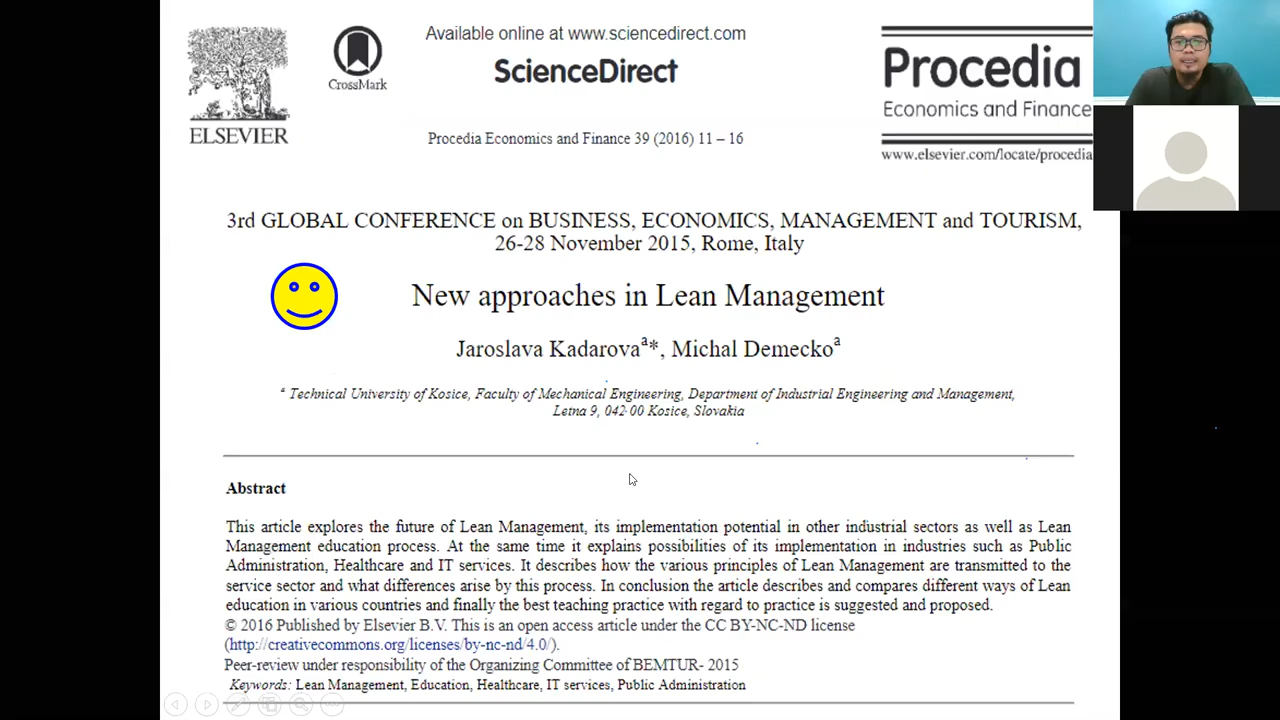 Available online at www.sciencedirect.com
CrossMark
ScienceDirect
ELSEVIER
Procedia Economics and Finance 39 (2016) 11 – 16
Procedia
Economics and Finance
www.elsevier.com/locate/procedia
3rd GLOBAL CONFERENCE on BUSINESS, ECONOMICS, MANAGEMENT and TOURISM,
26-28 November 2015, Rome, Italy
New approaches in Lean Management
Jaroslava Kadarovaa*, Michal Demeckoa
a Technical University of Kosice, Faculty of Mechanical Engineering, Department of Industrial Engineering and Management,
Letna 9, 042 00 Kosice, Slovakia
Abstract
This article explores the future of Lean Management, its implementation potential in other industrial sectors as well as Lean
Management education process. At the same time it explains possibilities of its implementation in industries such as Public
Administration, Healthcare and IT services. It describes how the various principles of Lean Management are transmitted to the
service sector and what differences arise by this process. In conclusion the article describes and compares different ways of Lean
education in various countries and finally the best teaching practice with regard to practice is suggested and proposed.
© 2016 Published by Elsevier B.V. This is an open access article under the CC BY-NC-ND license
(http://creativecommons.org/licenses/by-nc-nd/4.0/).
Peer-review under responsibility of the Organizing Committee of BEMTUR- 2015
Keywords: Lean Management, Education, Healthcare, IT services, Public Administration